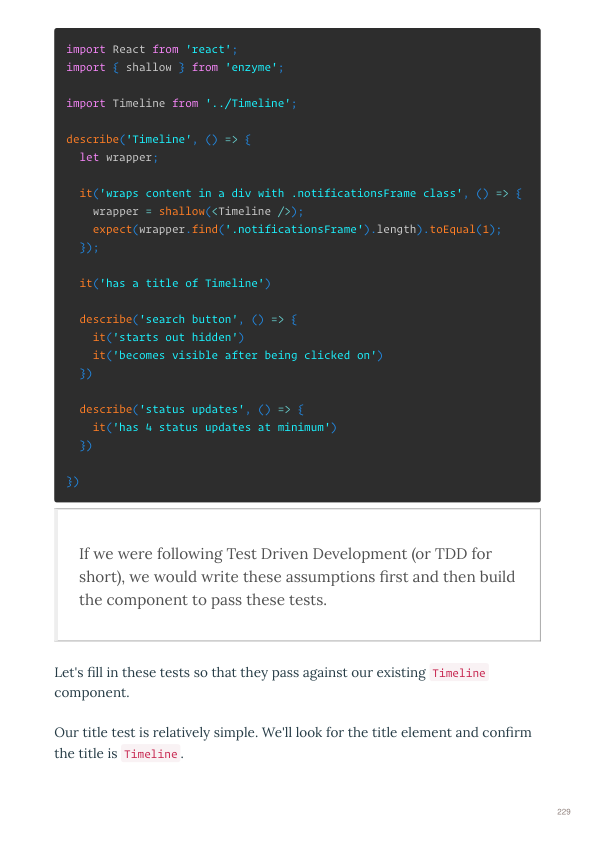 import React from 'react';
import { shallow } from 'enzyme';

import Timeline from '../Timeline';

describe('Timeline', () => {
  let wrapper;

  it('wraps content in a div with .notificationsFrame class', () => {
    wrapper = shallow(<Timeline />);
    expect(wrapper.find('.notificationsFrame').length).toEqual(1);
  });

  it('has a title of Timeline')

  describe('search button', () => {
    it('starts out hidden')
    it('becomes visible after being clicked on')
  })

  describe('status updates', () => {
    it('has 4 status updates at minimum')
  })

})

If we were following Test Driven Development (or TDD for
short), we would write these assumptions first and then build
the component to pass these tests.

Let's fill in these tests so that they pass against our existing Timeline
component.

Our title test is relatively simple. We'll look for the title element and confirm
the title is Timeline.

229